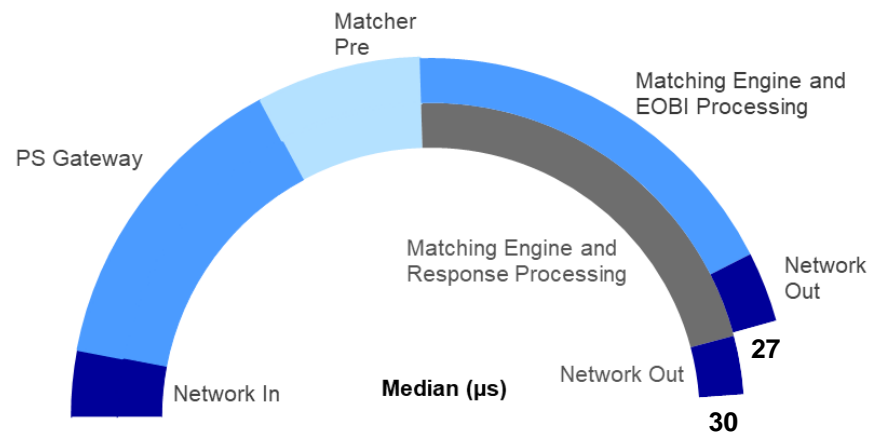 Matcher
Pre
Matching Engine and
EOBI Processing
PS Gateway
Matching Engine and
Response Processing
Network
Out
27
Network Out
Network In
Median (µs)
30